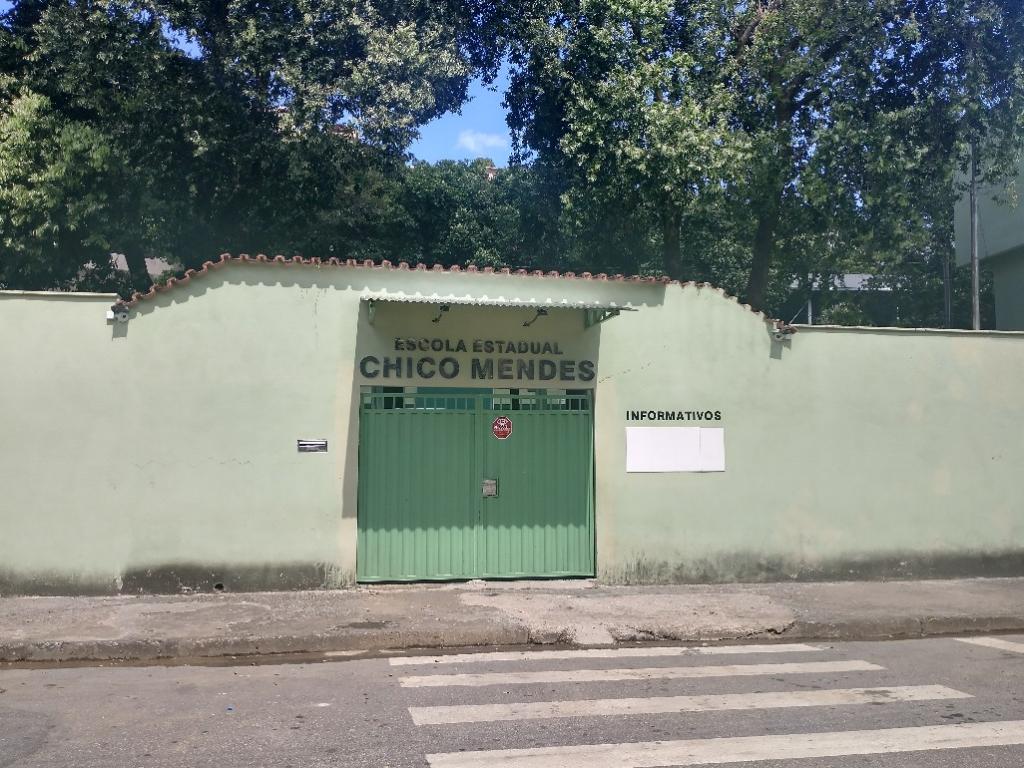 ESCOLA ESTADUAL
CHICO MENDES
INFORMATIVOS